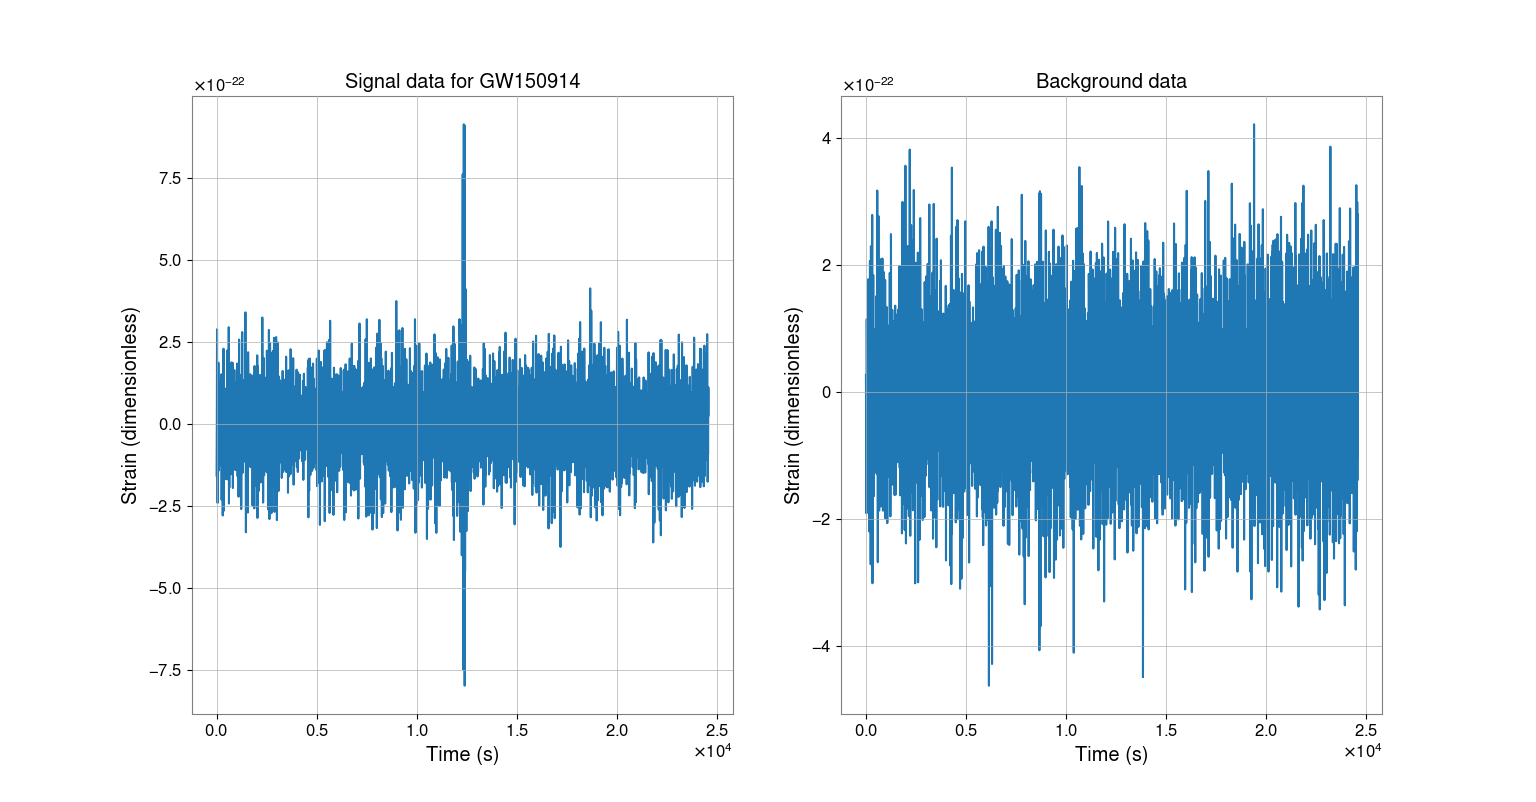 Signal data for GW150914
×10⁻²²
7.5
5.0
2.5
0.0
−2.5
−5.0
−7.5
Strain (dimensionless)
0.0 0.5 1.0 1.5 2.0 2.5
×10⁴
Time (s)
Background data
×10⁻²²
4
2
0
−2
−4
Strain (dimensionless)
0.0 0.5 1.0 1.5 2.0 2.5
×10⁴
Time (s)